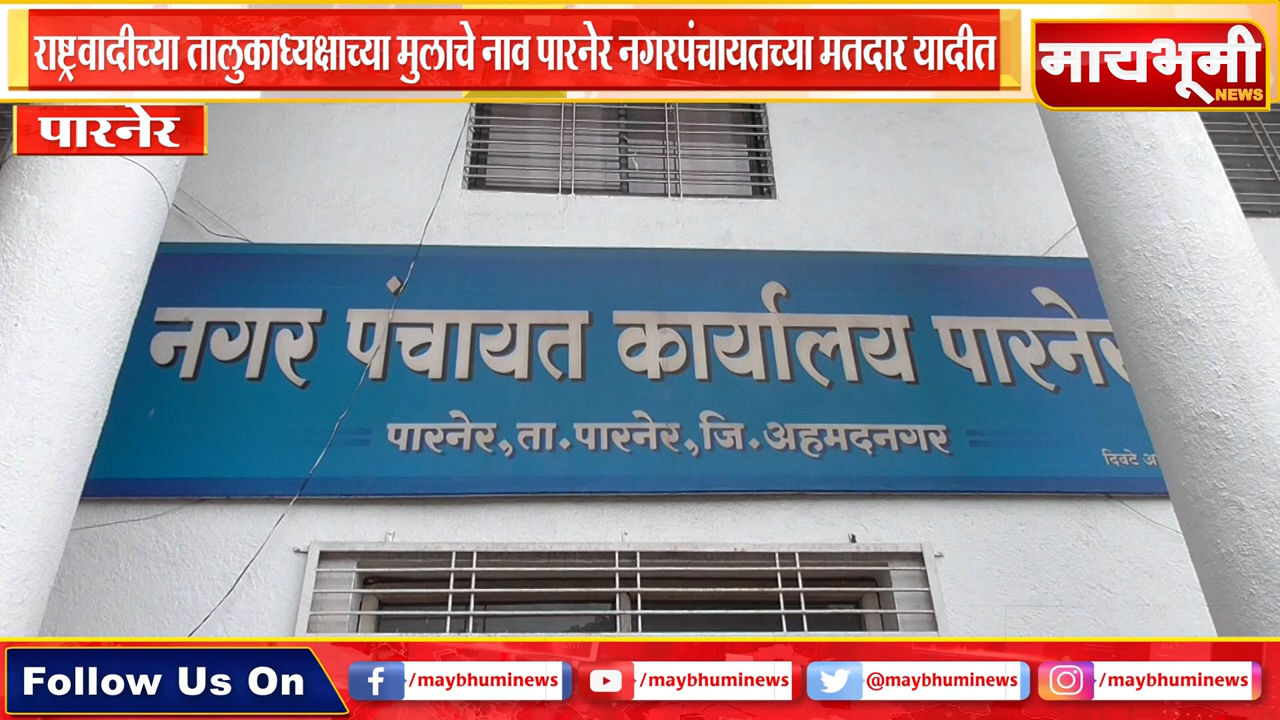 राष्ट्रवादीच्या तालुकाध्यक्षाच्या मुलाचे नाव पारनेर नगरपंचायतच्या मतदार यादीत
मायभूमी
NEWS
पारनेर
नगर पंचायत कार्यालय पारनेर
पारनेर, ता. पारनेर, जि. अहमदनगर
दिवटे
Follow Us On
/maybhuminews
/maybhuminews
@maybhuminews
/maybhuminews